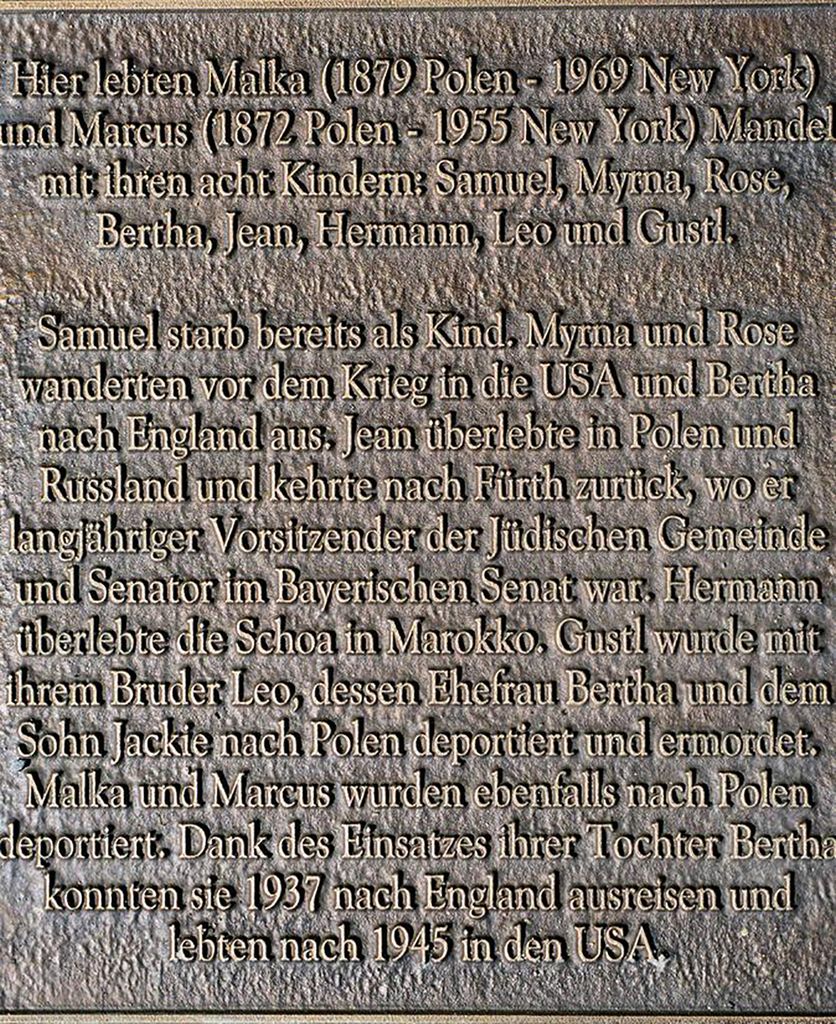 Hier lebten Malka (1879 Polen - 1969 New York)
und Marcus (1872 Polen - 1955 New York) Mandel
mit ihren acht Kindern: Samuel, Myrna, Rose,
Bertha, Jean, Hermann, Leo und Gustl.
Samuel starb bereits als Kind. Myrna und Rose
wanderten vor dem Krieg in die USA und Bertha
nach England aus. Jean überlebte in Polen und
Russland und kehrte nach Fürth zurück, wo er
langjähriger Vorsitzender der Jüdischen Gemeinde
und Senator im Bayerischen Senat war. Hermann
überlebte die Schoa in Marokko. Gustl wurde mit
ihrem Bruder Leo, dessen Ehefrau Bertha und dem
Sohn Jackie nach Polen deportiert und ermordet.
Malka und Marcus wurden ebenfalls nach Polen
deportiert. Dank des Einsatzes ihrer Tochter Bertha
konnten sie 1937 nach England ausreisen und
lebten nach 1945 in den USA.